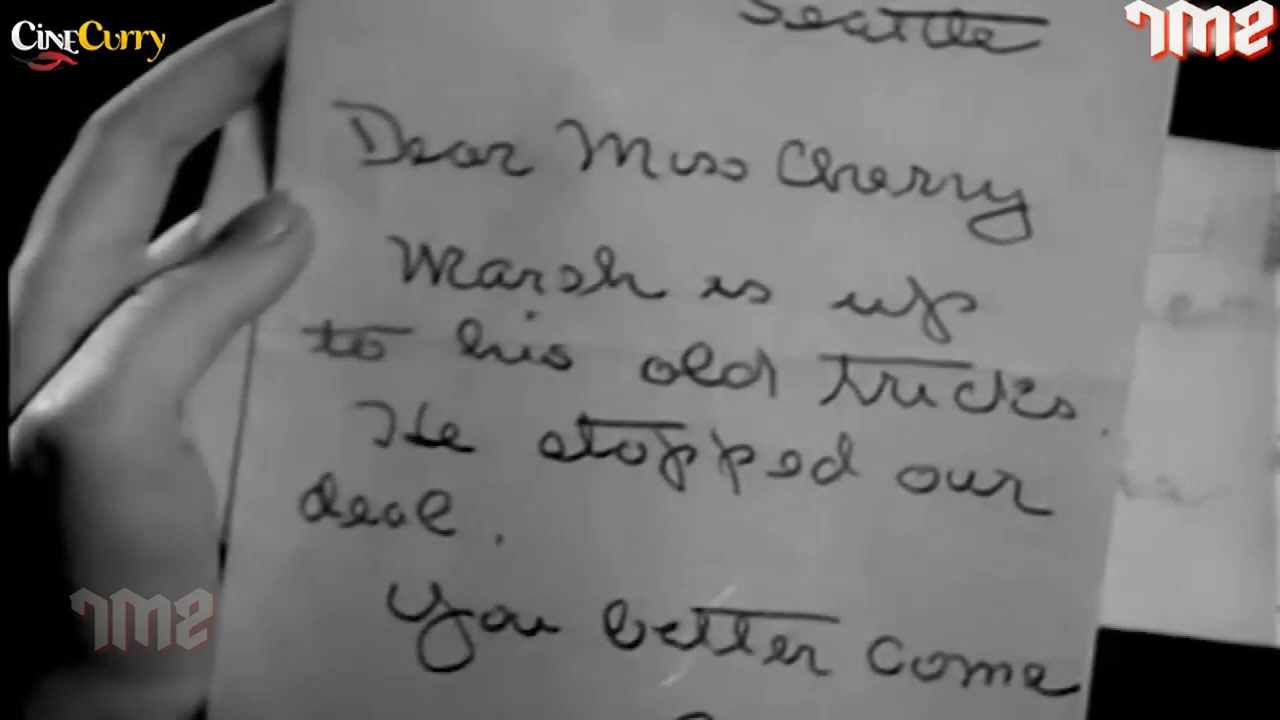 CineCurry
7MS
Seattle
Dear Miss Cherry
Marsh is up
to his old tricks.
He stopped our
deal.
You better come